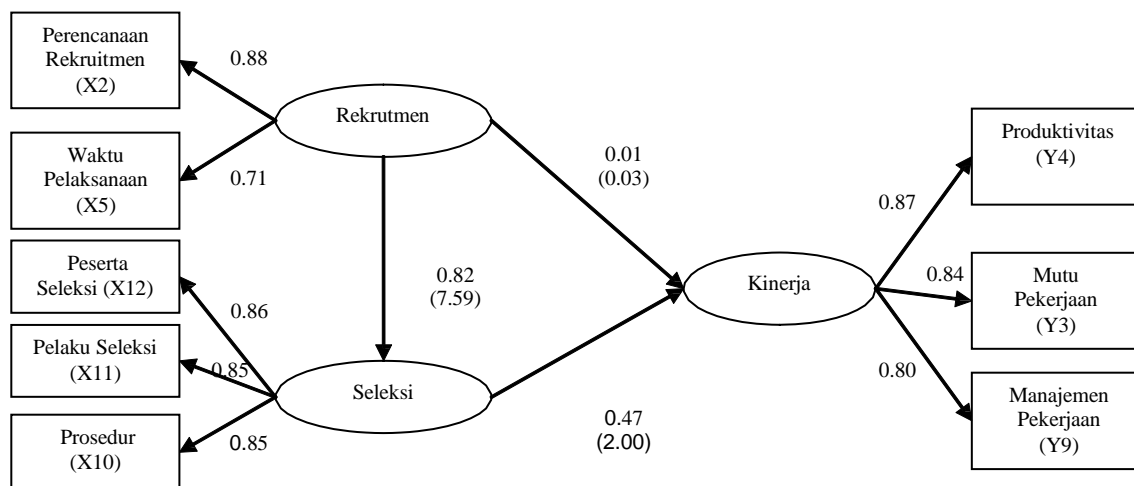 Perencanaan
Rekruitmen
(X2)
0.88
Rekrutmen
Waktu
Pelaksanaan
(X5)
0.71
0.01
(0.03)
Produktivitas
(Y4)
0.87
Peserta
Seleksi (X12)
0.86
0.82
(7.59)
Kinerja
0.84
Mutu
Pekerjaan
(Y3)
Pelaku Seleksi
(X11)
0.85
Seleksi
0.80
Manajemen
Pekerjaan
(Y9)
Prosedur
(X10)
0.85
0.47
(2.00)